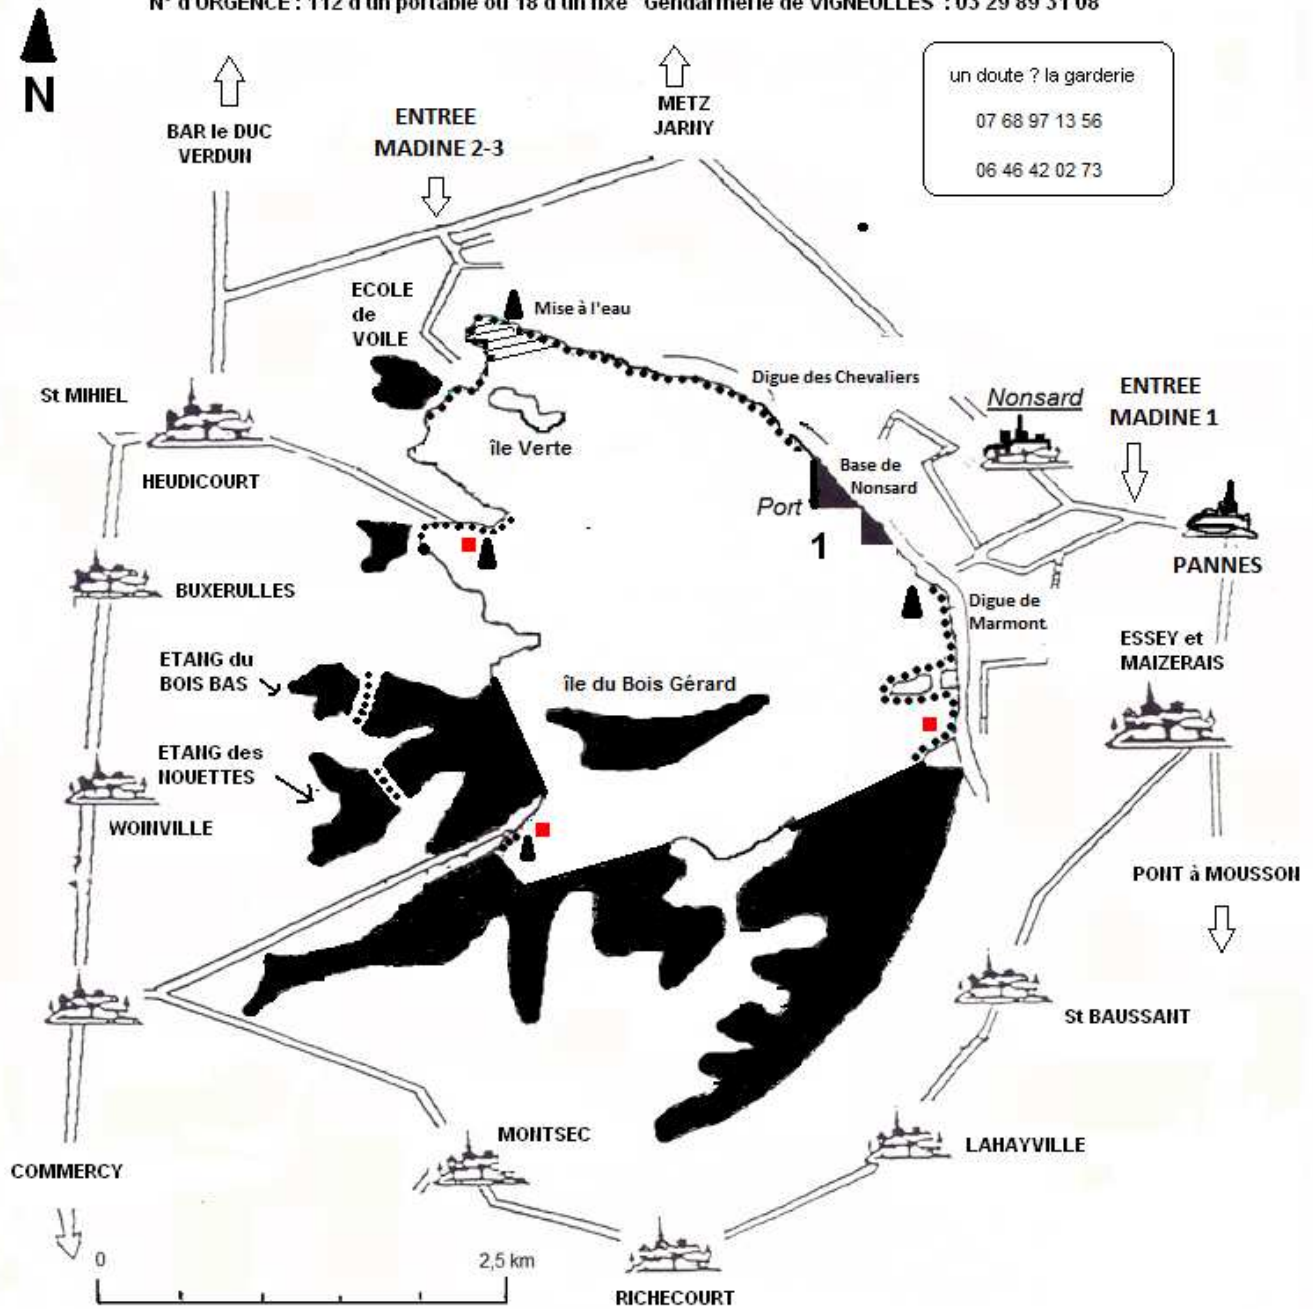 N° d'URGENCE : 112 d'un portable ou 18 d'un fixe Gendarmerie de VIGNEULLES : 03 29 89 31 08
N
BAR le DUC
VERDUN
ENTREE
MADINE 2-3
METZ
JARNY
un doute ? la garderie
07 68 97 13 56
06 46 42 02 73
ECOLE
de
VOILE
Mise à l'eau
St MIHIEL
HEUDICOURT
île Verte
Digue des Chevaliers
Nonsard
ENTREE
MADINE 1
Base de
Nonsard
Port
1
PANNES
BUXERULLES
Digue de
Marmont
ESSEY et
MAIZERAIS
ETANG du
BOIS BAS
île du Bois Gérard
ETANG des
NOUETTES
WOINVILLE
PONT à MOUSSON
St BAUSSANT
MONTSEC
LAHAYVILLE
COMMERCY
0
2,5 km
RICHECOURT